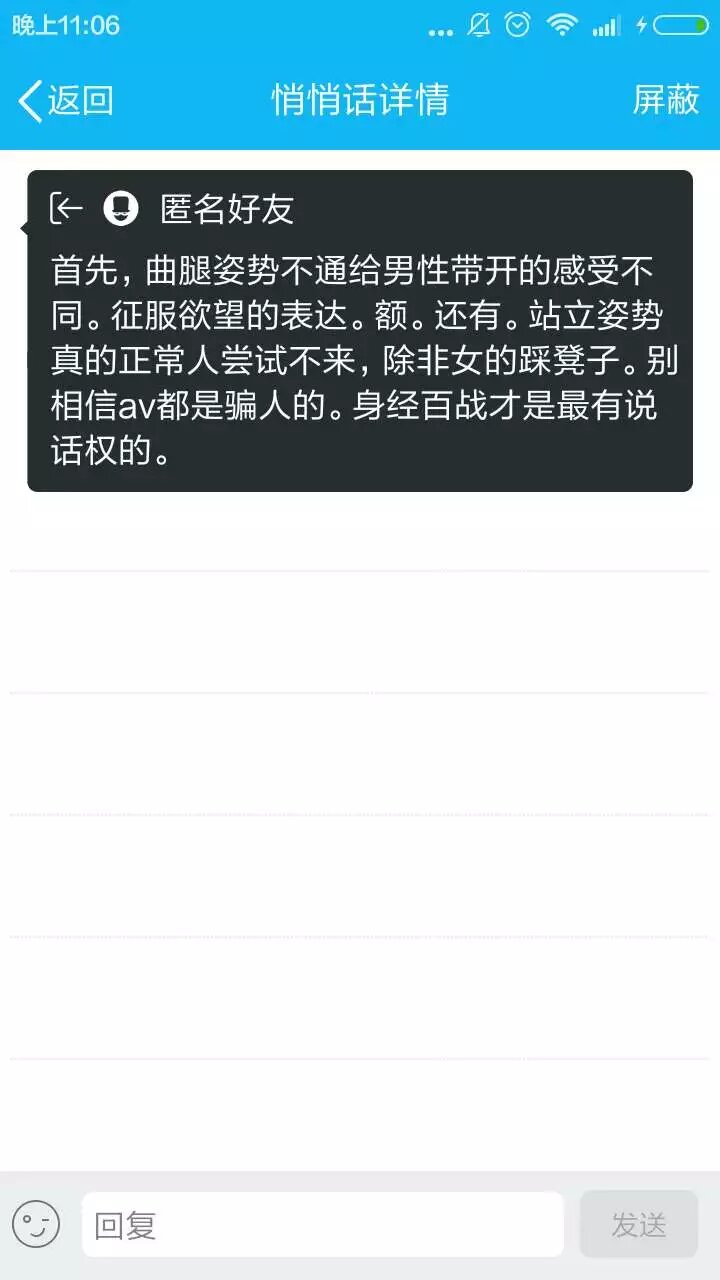 晚上11:06
返回
悄悄话详情
屏蔽
匿名好友
首先，曲腿姿势不通给男性带开的感受不
同。征服欲望的表达。额。还有。站立姿势
真的正常人尝试不来，除非女的踩凳子。别
相信av都是骗人的。身经百战才是最有说
话权的。
回复
发送